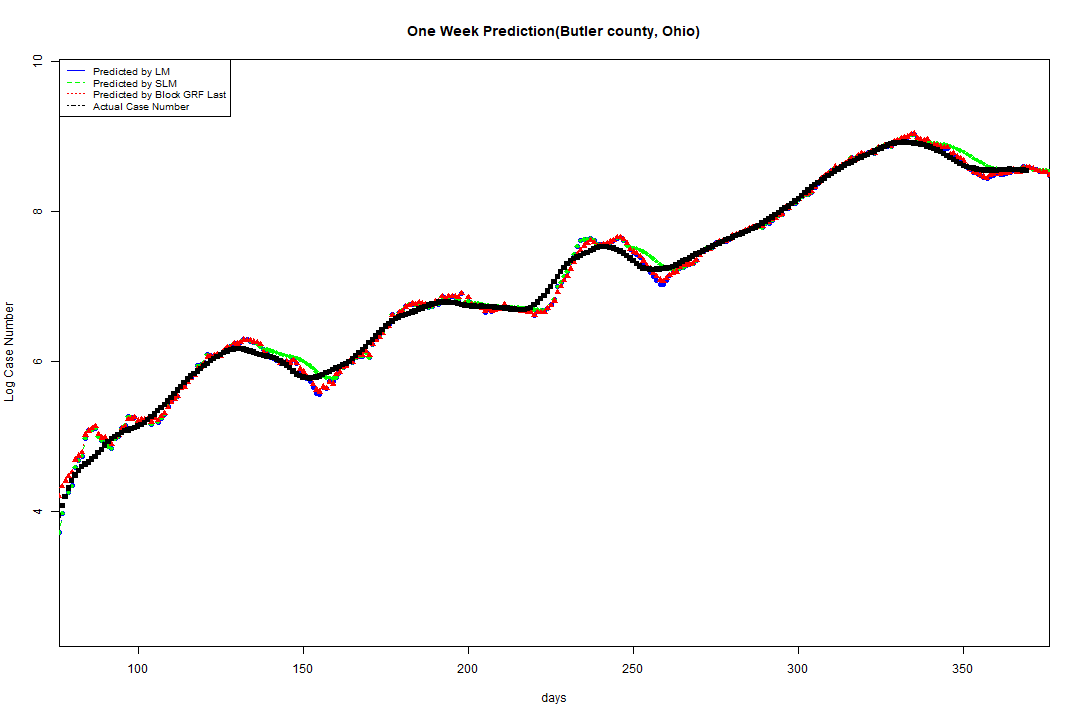 One Week Prediction(Butler county, Ohio)
Predicted by LM
Predicted by SLM
Predicted by Block GRF Last
Actual Case Number
10
8
6
4
Log Case Number
100 150 200 250 300 350
days